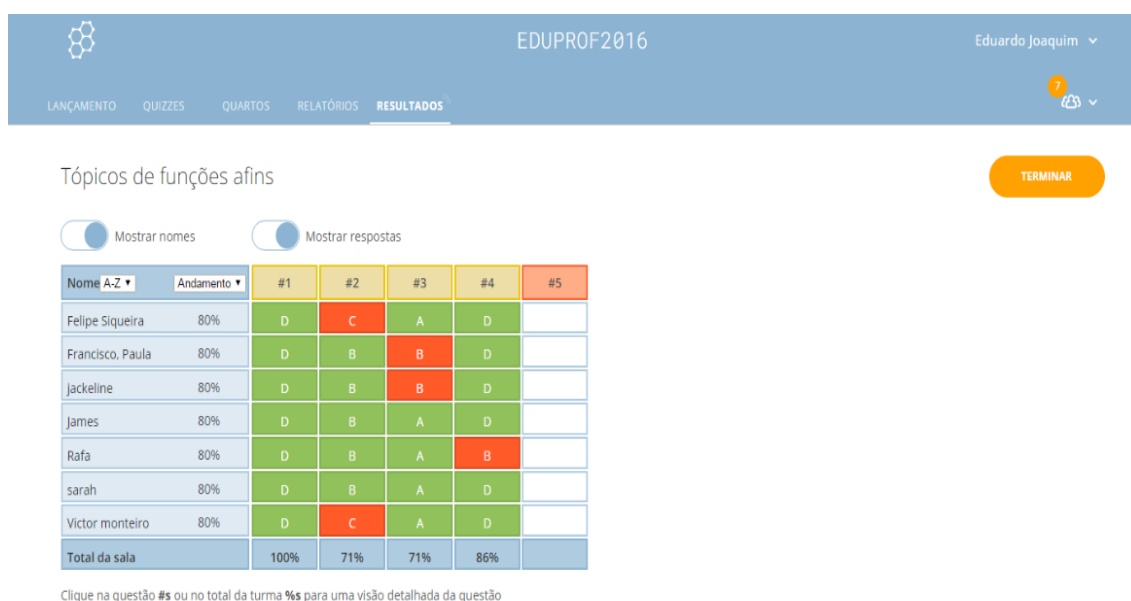 EDUPROF2016
Eduardo Joaquim
7
LANÇAMENTO QUIZZES QUARTOS RELATÓRIOS RESULTADOS
Tópicos de funções afins
TERMINAR
Mostrar nomes Mostrar respostas
Nome A-Z Andamento #1 #2 #3 #4 #5
Felipe Siqueira 80% D C A D
Francisco, Paula 80% D B B D
jackeline 80% D B B D
James 80% D B A D
Rafa 80% D B A B
sarah 80% D B A D
Victor monteiro 80% D C A D
Total da sala 100% 71% 71% 86%
Clique na questão #s ou no total da turma %s para uma visão detalhada da questão